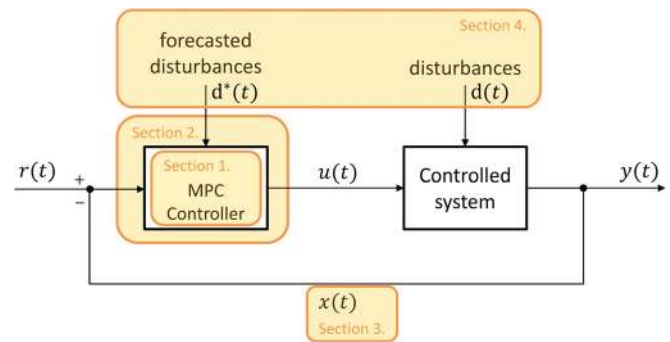 Section 4.
forecasted
disturbances
d*(t)
disturbances
d(t)
Section 2.
r(t)
+
−
Section 1.
MPC
Controller
u(t)
Controlled
system
y(t)
x(t)
Section 3.